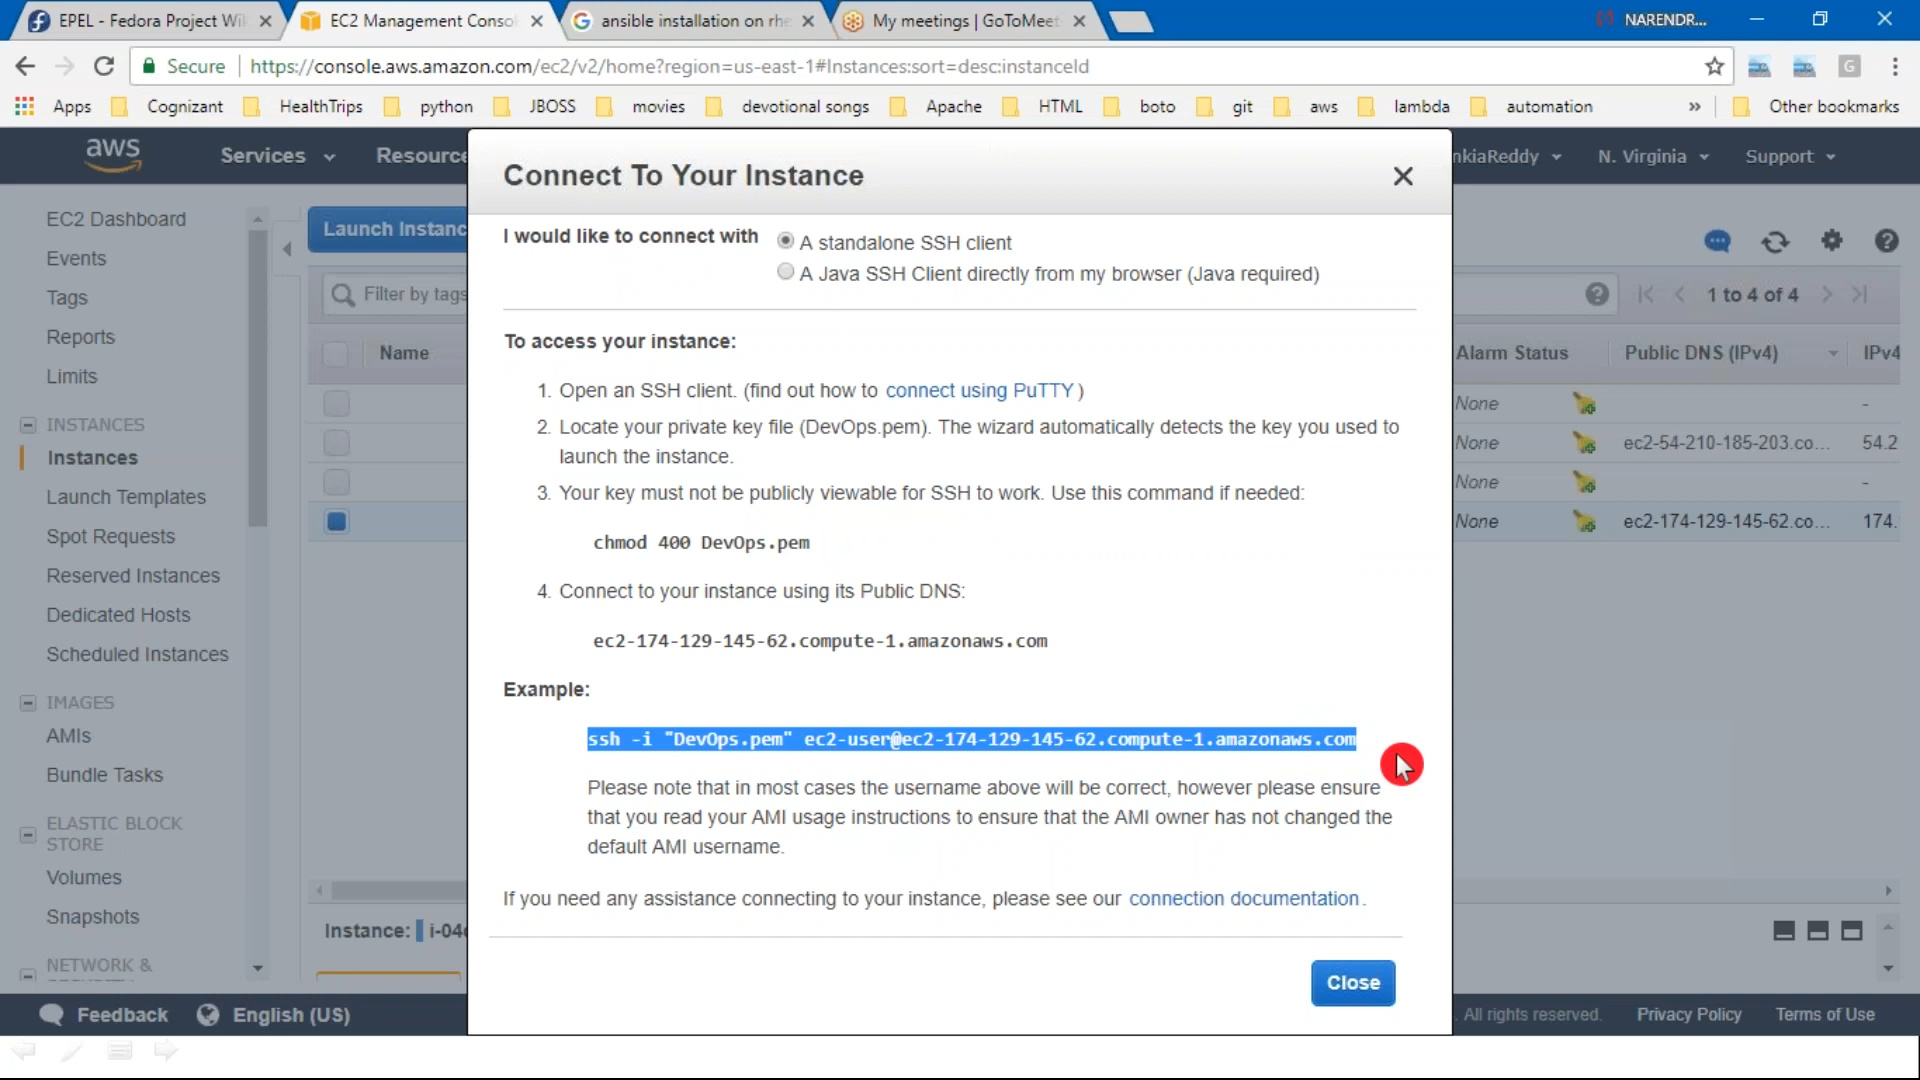 EPEL - Fedora Project Wi
EC2 Management Conso
ansible installation on rhe
My meetings | GoToMeet
NARENDR...
Secure
https://console.aws.amazon.com/ec2/v2/home?region=us-east-1#Instances:sort=desc:instanceId
Apps
Cognizant
HealthTrips
python
JBOSS
movies
devotional songs
Apache
HTML
boto
git
aws
lambda
automation
»
Other bookmarks
aws
Services
Resource
nkiaReddy
N. Virginia
Support
Connect To Your Instance
EC2 Dashboard
Events
Tags
Reports
Limits
INSTANCES
Instances
Launch Templates
Spot Requests
Reserved Instances
Dedicated Hosts
Scheduled Instances
IMAGES
AMIs
Bundle Tasks
ELASTIC BLOCK
STORE
Volumes
Snapshots
NETWORK &
Launch Instanc
Filter by tags
Name
Instance:
i-04
I would like to connect with
A standalone SSH client
A Java SSH Client directly from my browser (Java required)
To access your instance:
1. Open an SSH client. (find out how to connect using PuTTY )
2. Locate your private key file (DevOps.pem). The wizard automatically detects the key you used to
launch the instance.
3. Your key must not be publicly viewable for SSH to work. Use this command if needed:
chmod 400 DevOps.pem
4. Connect to your instance using its Public DNS:
ec2-174-129-145-62.compute-1.amazonaws.com
Example:
ssh -i "DevOps.pem" ec2-user@ec2-174-129-145-62.compute-1.amazonaws.com
Please note that in most cases the username above will be correct, however please ensure
that you read your AMI usage instructions to ensure that the AMI owner has not changed the
default AMI username.
If you need any assistance connecting to your instance, please see our connection documentation.
Close
1 to 4 of 4
Alarm Status
Public DNS (IPv4)
IPv4
None
-
None
ec2-54-210-185-203.co...
54.2
None
-
None
ec2-174-129-145-62.co...
174.
Feedback
English (US)
All rights reserved.
Privacy Policy
Terms of Use